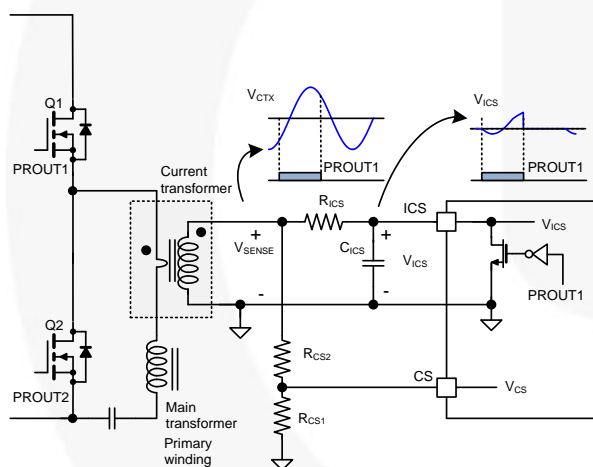 Q1
PROUT1
Q2
PROUT2
Current
transformer
Main
transformer
Primary
winding
VCTX
PROUT1
VICS
PROUT1
RICS
ICS
VICS
+
VSENSE
-
CICS
+
VICS
-
PROUT1
RCS2
CS
VCS
RCS1